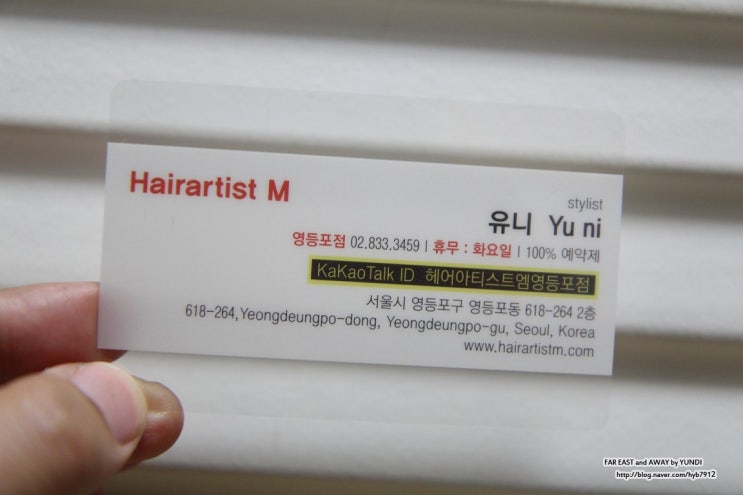 Hairartist M
stylist
유니 Yu ni
영등포점 02.833.3459 | 휴무 : 화요일 | 100% 예약제
KaKaoTalk ID 헤어아티스트엠영등포점
서울시 영등포구 영등포동 618-264 2층
618-264,Yeongdeungpo-dong, Yeongdeungpo-gu, Seoul, Korea
www.hairartistm.com
FAR EAST and AWAY by YUNDI
http://blog.naver.com/hyb7912